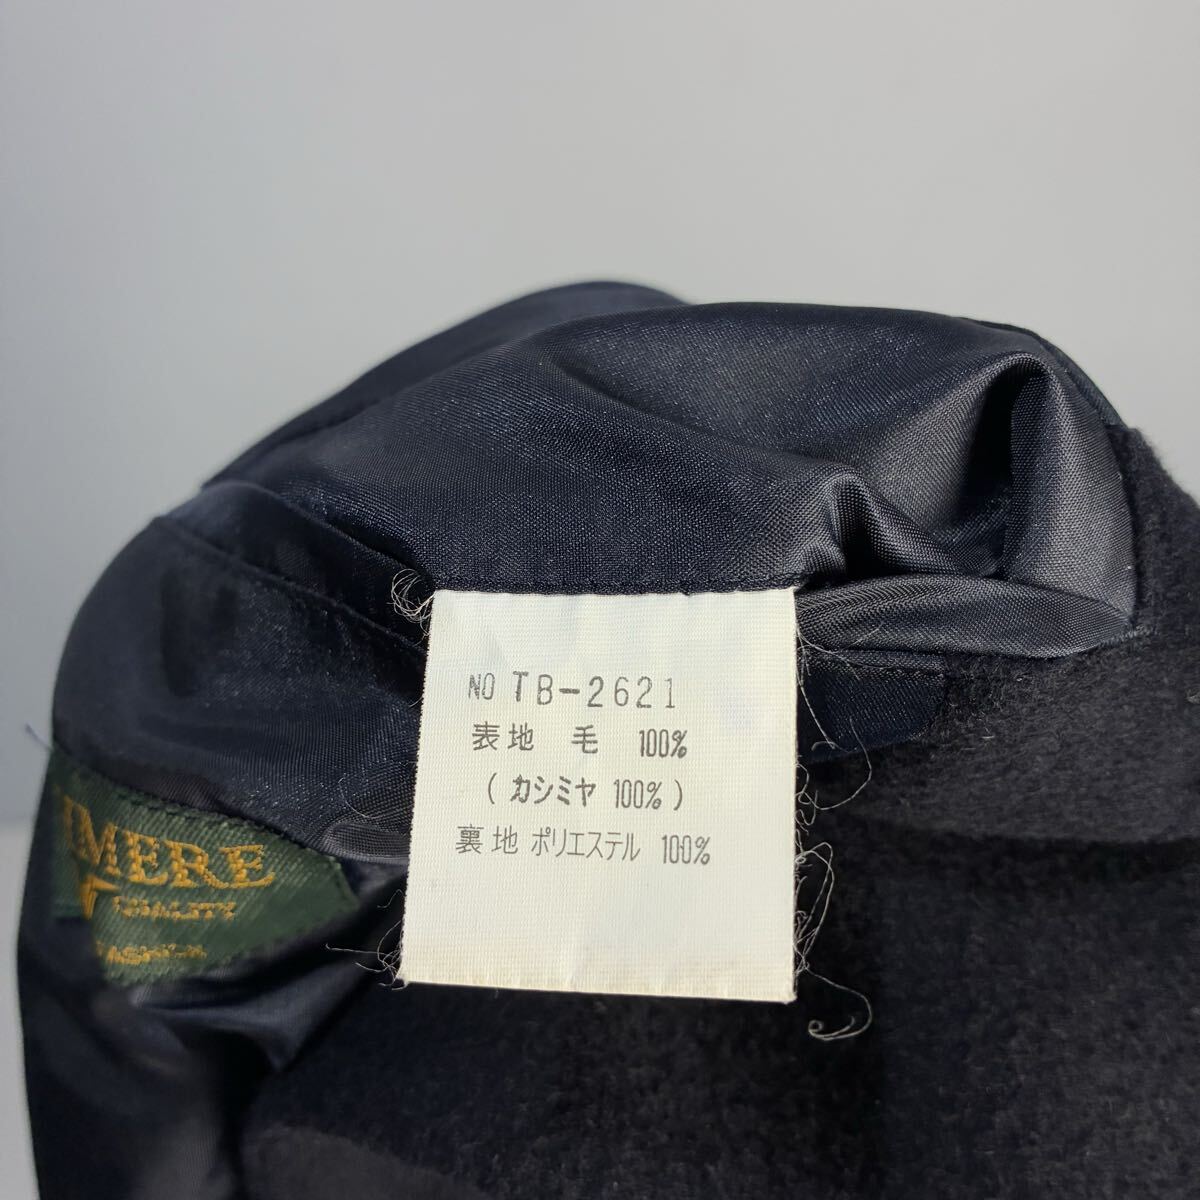 NO TB-2621
表地 毛 100%
(カシミヤ 100%)
裏地 ポリエステル 100%
QUALITY